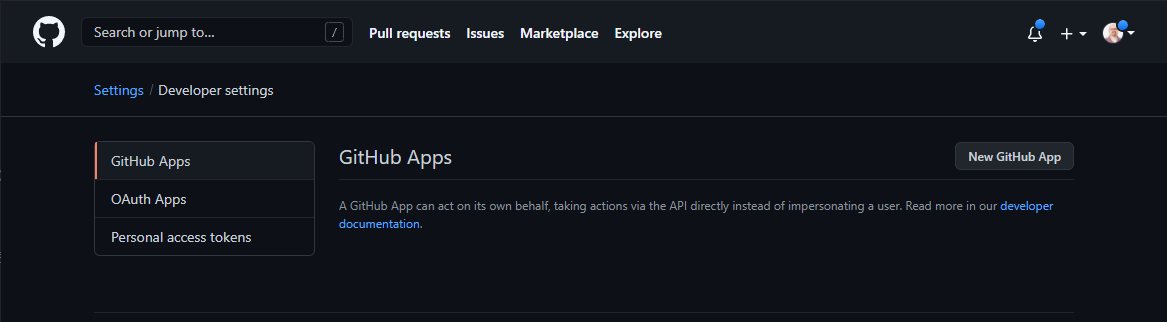 Search or jump to... / Pull requests Issues Marketplace Explore
Settings / Developer settings
GitHub Apps
OAuth Apps
Personal access tokens
GitHub Apps
New GitHub App
A GitHub App can act on its own behalf, taking actions via the API directly instead of impersonating a user. Read more in our developer
documentation.